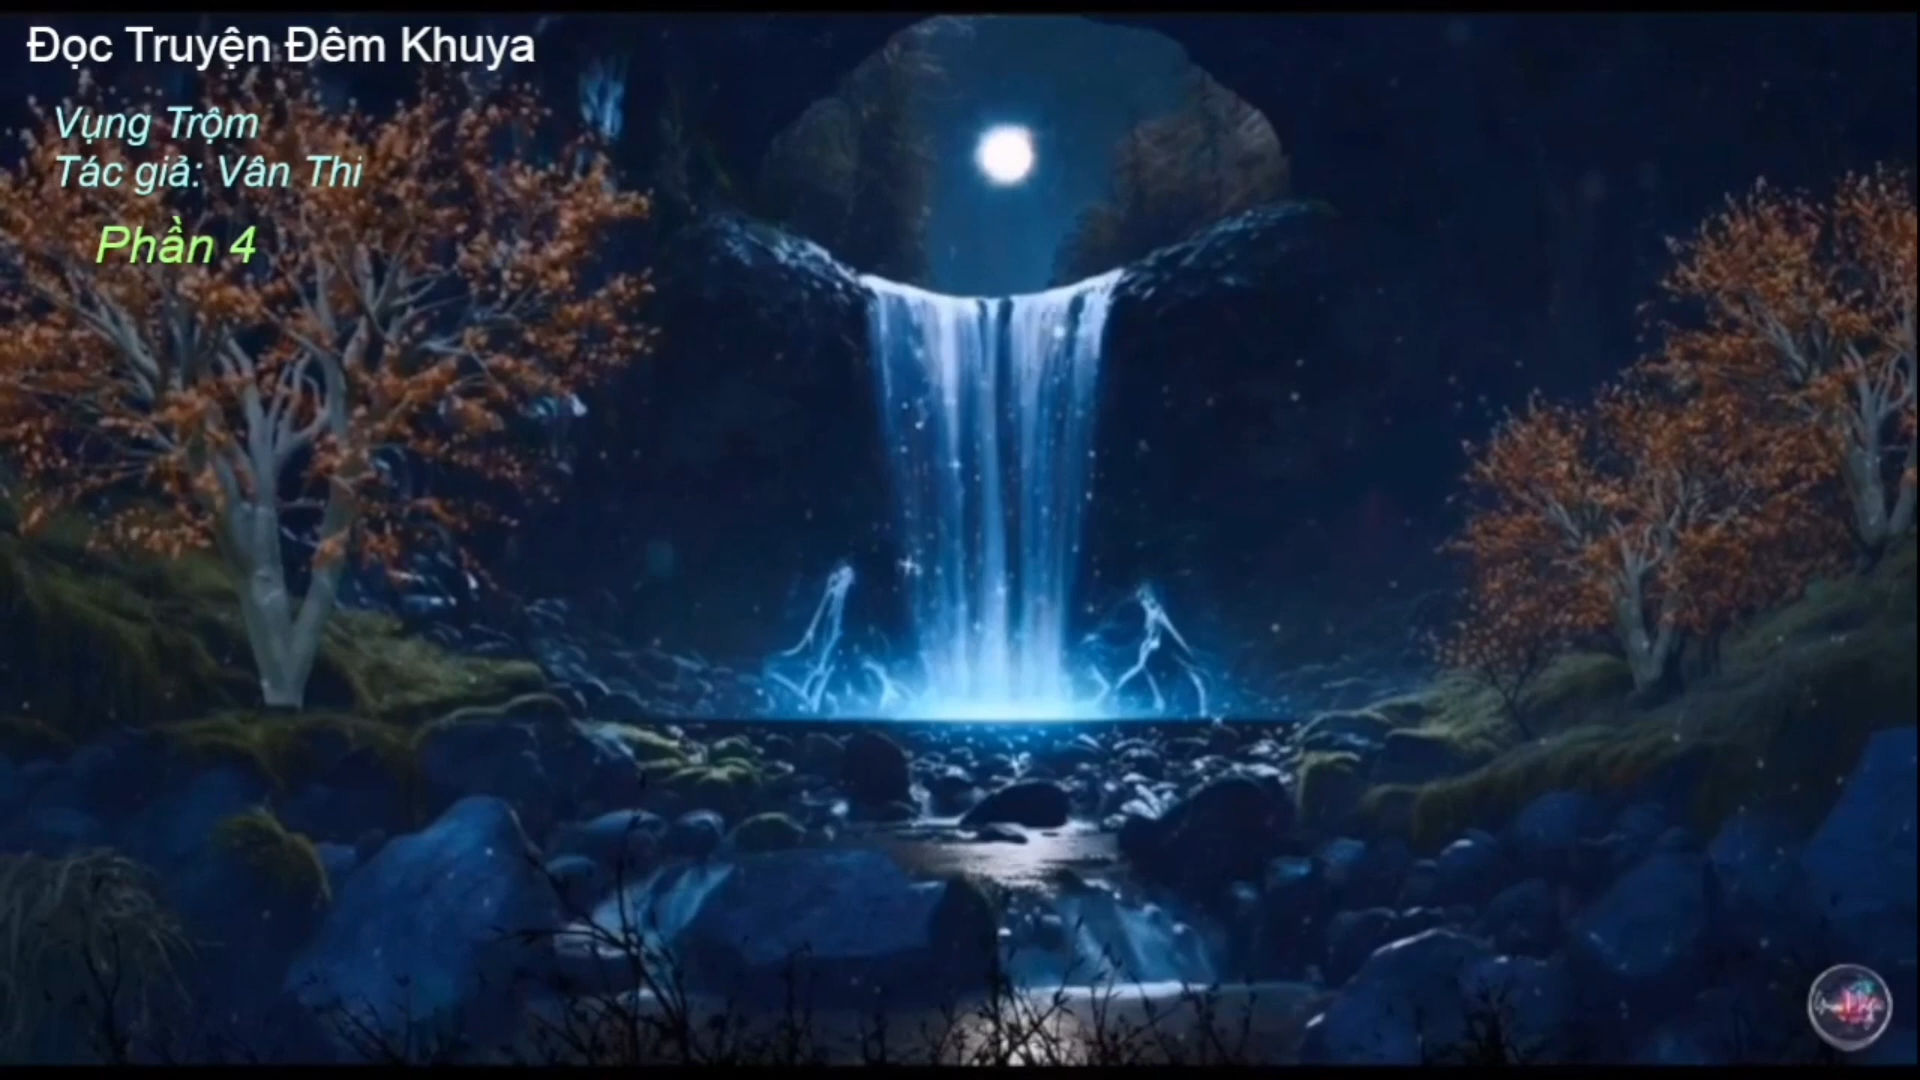 Đọc Truyện Đêm Khuya
Vụng Trộm
Tác giả: Vân Thi
Phần 4